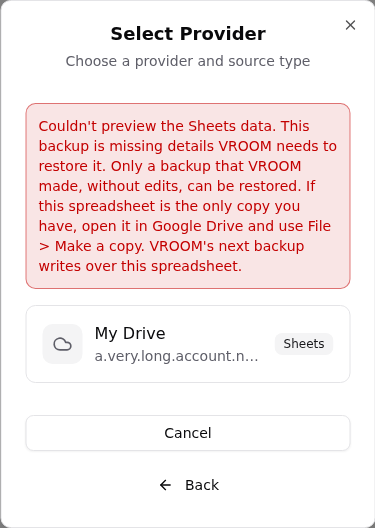 Select Provider
Choose a provider and source type
Couldn't preview the Sheets data. This
backup is missing details VROOM needs to
restore it. Only a backup that VROOM
made, without edits, can be restored. If
this spreadsheet is the only copy you
have, open it in Google Drive and use File
> Make a copy. VROOM's next backup
writes over this spreadsheet.
My Drive
a.very.long.account.n...
Sheets
Cancel
Back